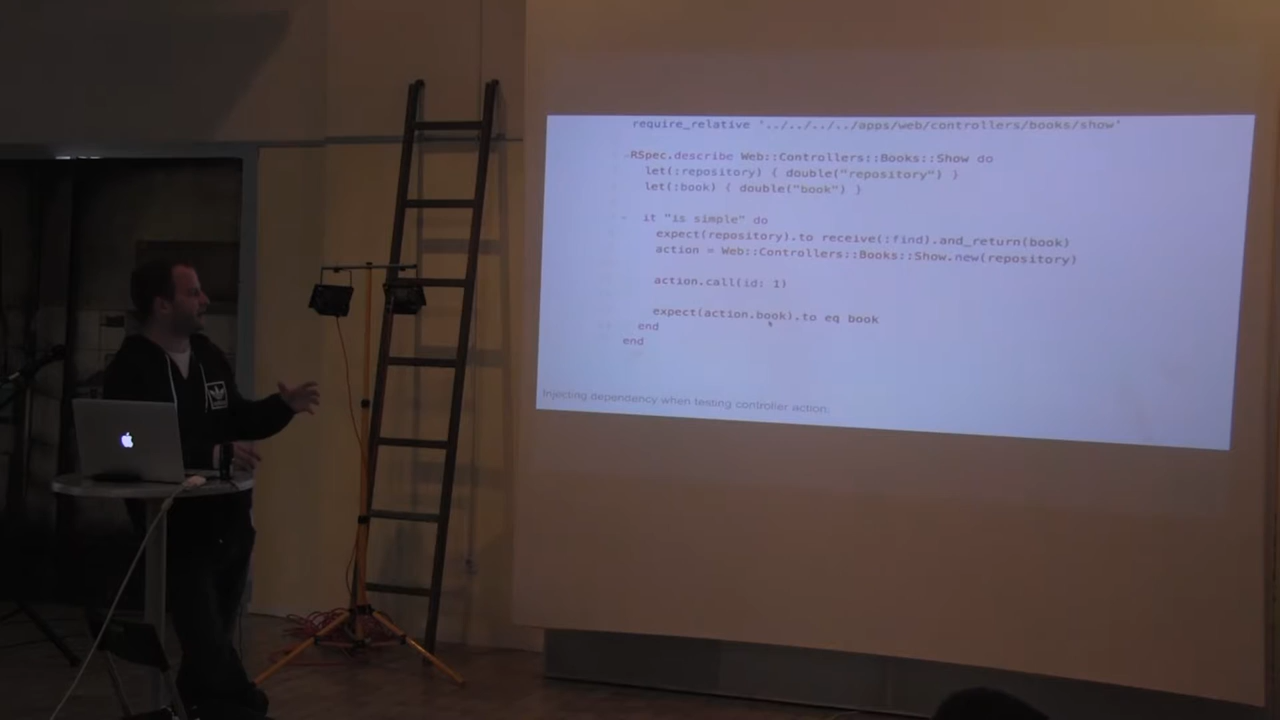 require_relative '../../../../apps/web/controllers/books/show'
RSpec.describe Web::Controllers::Books::Show do
let(:repository) { double("repository") }
let(:book) { double("book") }
it "is simple" do
expect(repository).to receive(:find).and_return(book)
action = Web::Controllers::Books::Show.new(repository)
action.call(id: 1)
expect(action.book).to eq book
end
end
Injecting dependency when testing controller action.